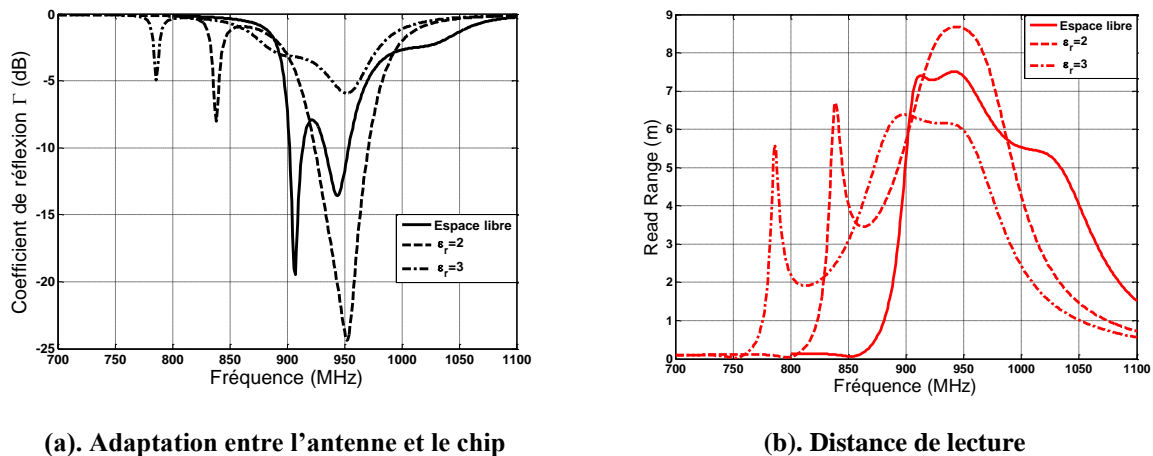 Coefficient de réflexion Γ (dB)
0
-5
-10
-15
-20
-25
700 750 800 850 900 950 1000 1050 1100
Fréquence (MHz)
Espace libre
εr=2
εr=3
(a). Adaptation entre l'antenne et le chip
Read Range (m)
9
8
7
6
5
4
3
2
1
0
700 750 800 850 900 950 1000 1050 1100
Fréquence (MHz)
Espace libre
εr=2
εr=3
(b). Distance de lecture